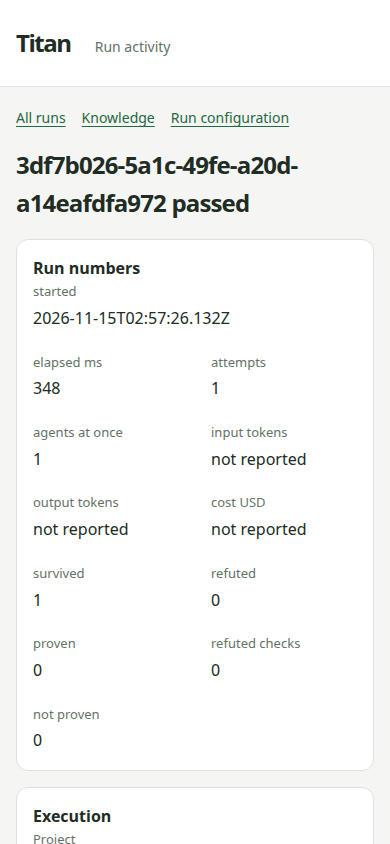 Titan Run activity
All runs Knowledge Run configuration
3df7b026-5a1c-49fe-a20d-
a14eafdfa972 passed
Run numbers
started
2026-11-15T02:57:26.132Z
elapsed ms attempts
348 1
agents at once input tokens
1 not reported
output tokens cost USD
not reported not reported
survived refuted
1 0
proven refuted checks
0 0
not proven
0
Execution
Project